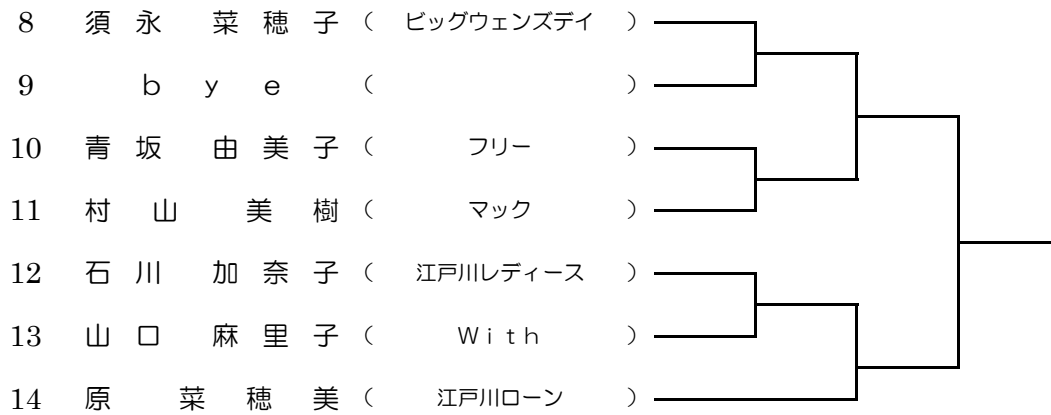 8 須永 菜穂子 ( ビッグウェンズデイ )
9 bye ( )
10 青坂 由美子 ( フリー )
11 村山 美樹 ( マック )
12 石川 加奈子 ( 江戸川レディース )
13 山口 麻里子 ( With )
14 原 菜穂美 ( 江戸川ローン )